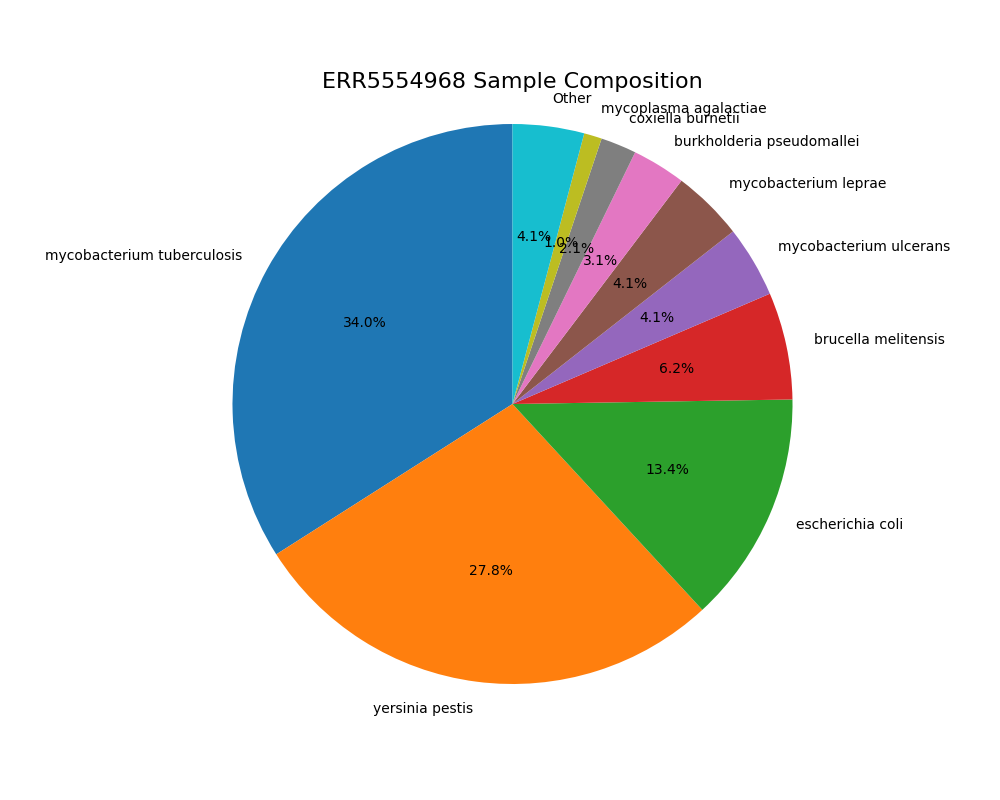 ERR5554968 Sample Composition
Other
mycoplasma agalactiae
coxiella burnetii
burkholderia pseudomallei
mycobacterium leprae
mycobacterium ulcerans
brucella melitensis
escherichia coli
yersinia pestis
mycobacterium tuberculosis
4.1%
1.0%
2.1%
3.1%
4.1%
4.1%
6.2%
13.4%
27.8%
34.0%